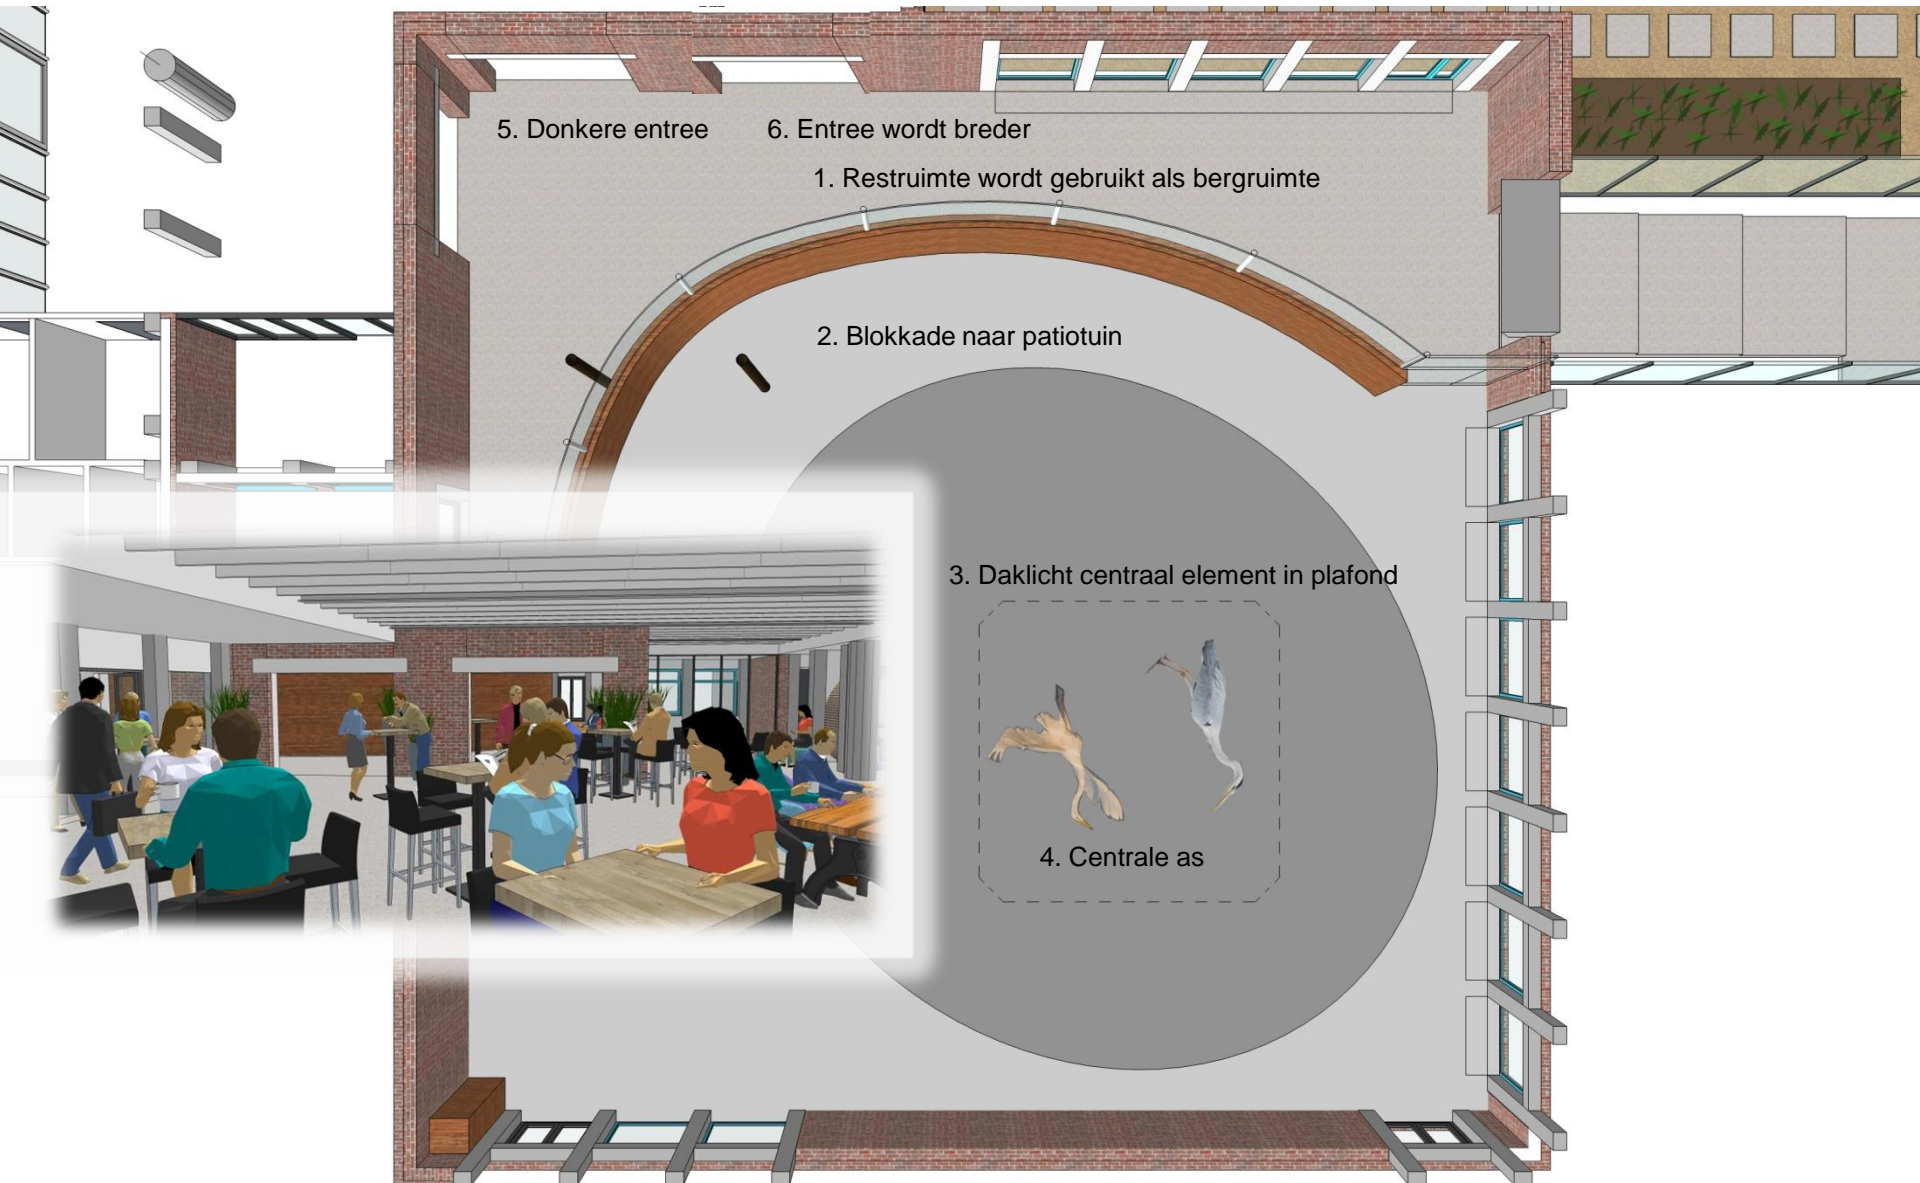 5. Donkere entree
6. Entree wordt breder
1. Restruimte wordt gebruikt als bergruimte
2. Blokkade naar patiotuin
3. Daklicht centraal element in plafond
4. Centrale as